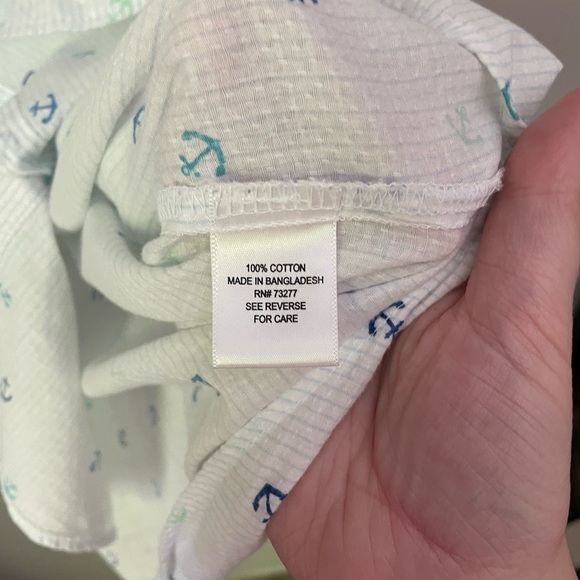 100% COTTON
MADE IN BANGLADESH
RN# 73277
SEE REVERSE
FOR CARE